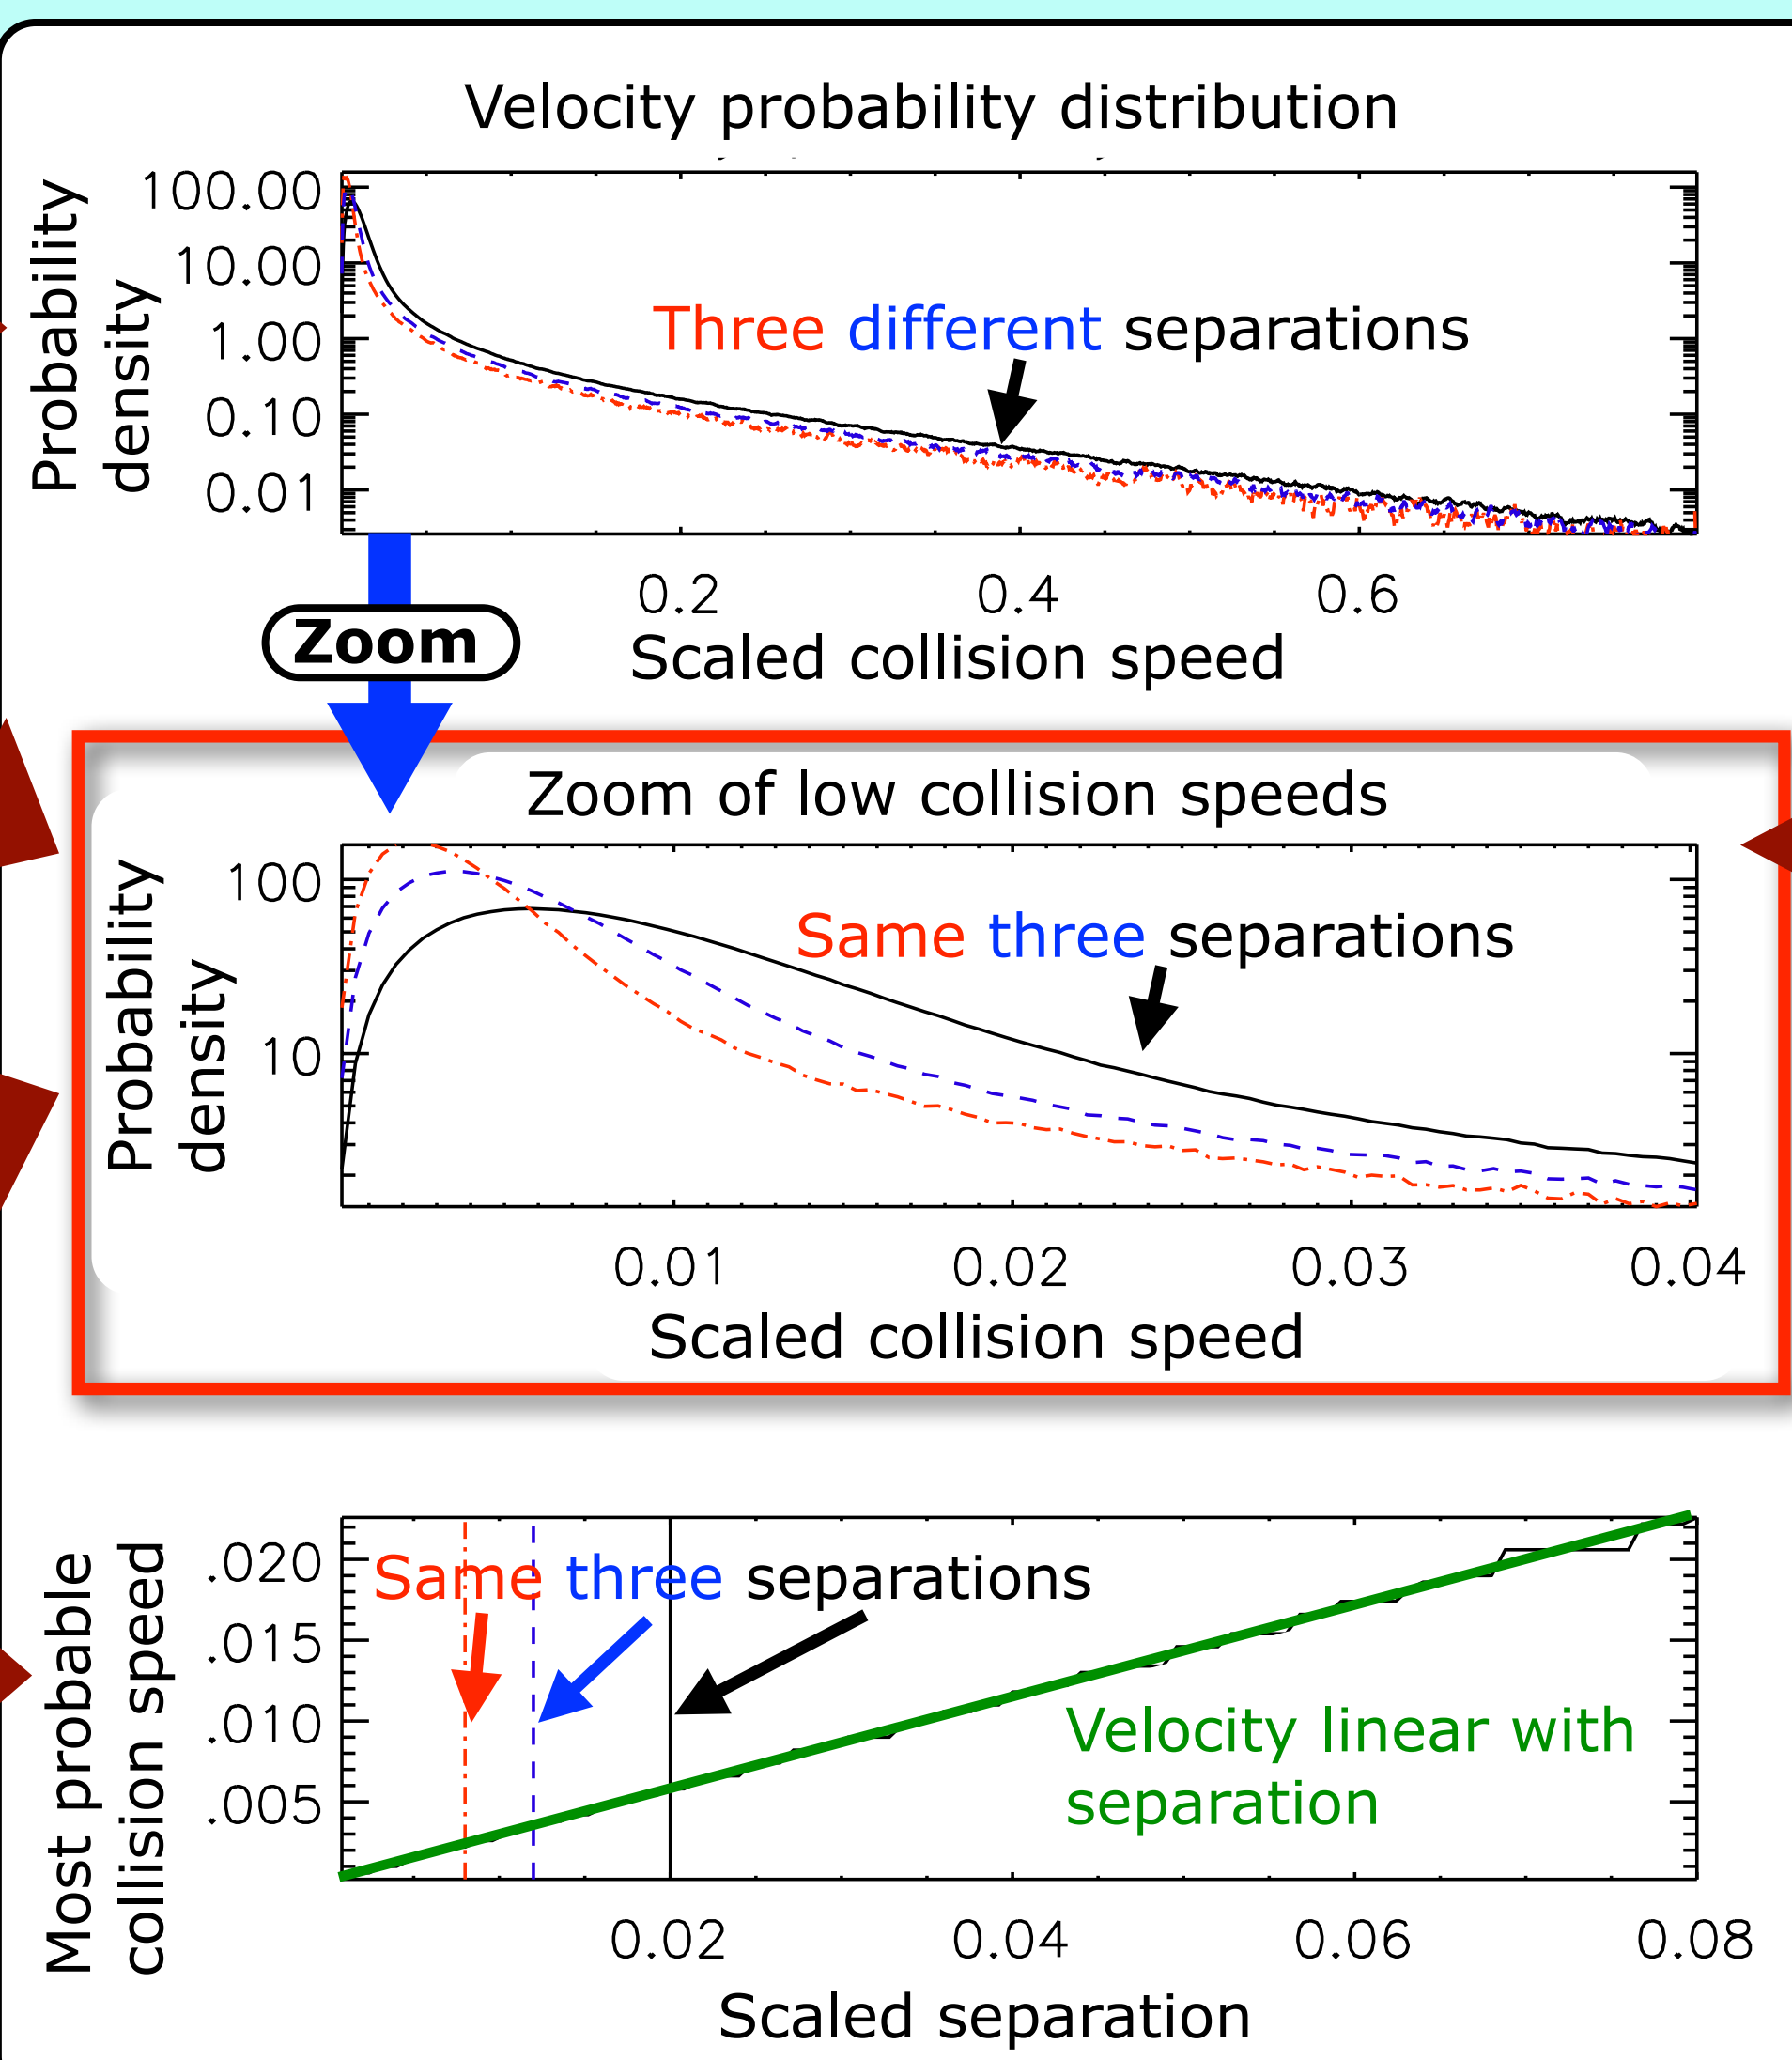 Velocity probability distribution
Probability
density
100.00
10.00
1.00
0.10
0.01
Three different separations
0.2 0.4 0.6
Scaled collision speed
Zoom
Zoom of low collision speeds
Probability
density
100
10
Same three separations
0.01 0.02 0.03 0.04
Scaled collision speed
Most probable
collision speed
.020
.015
.010
.005
Same three separations
Velocity linear with
separation
0.02 0.04 0.06 0.08
Scaled separation